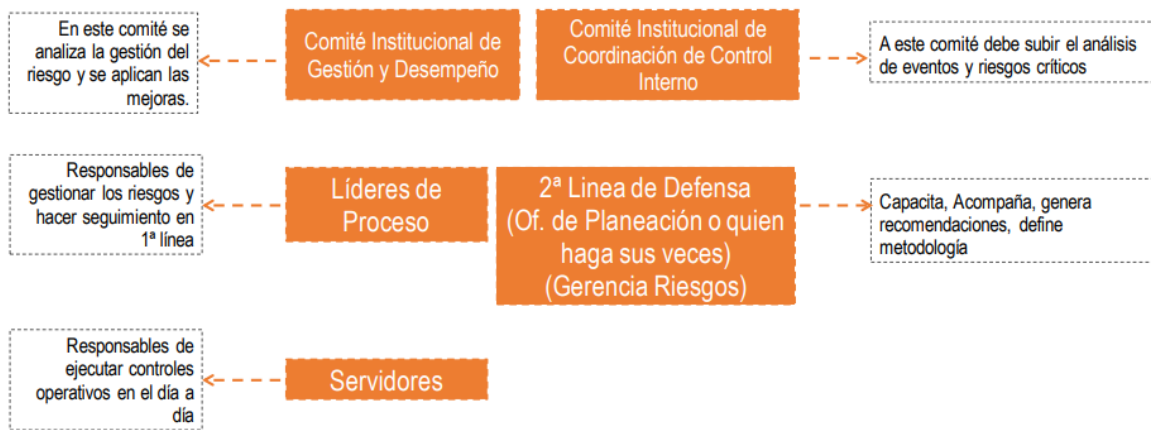 En este comité se
analiza la gestión del
riesgo y se aplican las
mejoras.
Comité Institucional de
Gestión y Desempeño
Comité Institucional de
Coordinación de Control
Interno
A este comité debe subir el análisis
de eventos y riesgos críticos
Responsables de
gestionar los riesgos y
hacer seguimiento en
1ª línea
Líderes de
Proceso
2ª Linea de Defensa
(Of. de Planeación o quien
haga sus veces)
(Gerencia Riesgos)
Capacita, Acompaña, genera
recomendaciones, define
metodología
Responsables de
ejecutar controles
operativos en el día a
día
Servidores